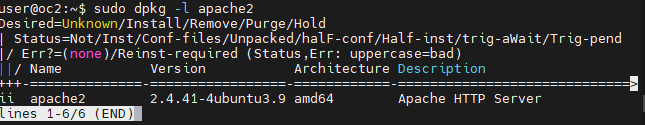 user@oc2:~$ sudo dpkg -l apache2
Desired=Unknown/Install/Remove/Purge/Hold
| Status=Not/Inst/Conf-files/Unpacked/halF-conf/Half-inst/trig-aWait/Trig-pend
|/ Err?=(none)/Reinst-required (Status,Err: uppercase=bad)
||/ Name           Version           Architecture Description
+++-==============-=================-============-=============================>
ii  apache2        2.4.41-4ubuntu3.9 amd64        Apache HTTP Server
lines 1-6/6 (END)